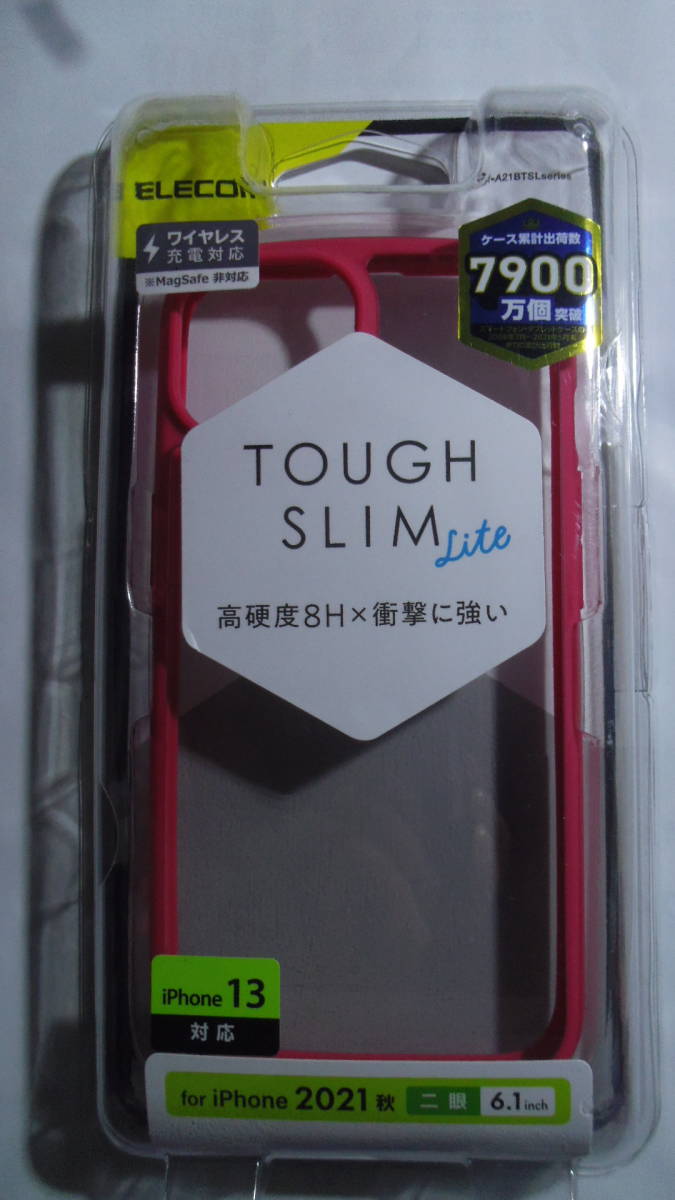 ELECOM
-A21BTSLseries
ワイヤレス
充電対応
※MagSafe 非対応
ケース累計出荷数
7900
万個 突破
TOUGH
SLIM Lite
高硬度8H×衝撃に強い
iPhone 13
対応
for iPhone 2021 秋 二眼 6.1 inch